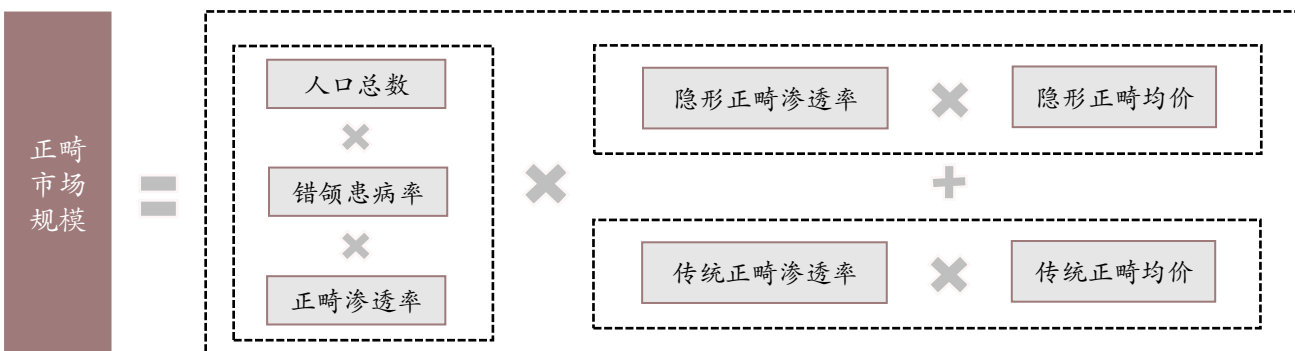 正畸
市场
规模
=
人口总数
×
错颌患病率
×
正畸渗透率
×
隐形正畸渗透率 × 隐形正畸均价
+
传统正畸渗透率 × 传统正畸均价